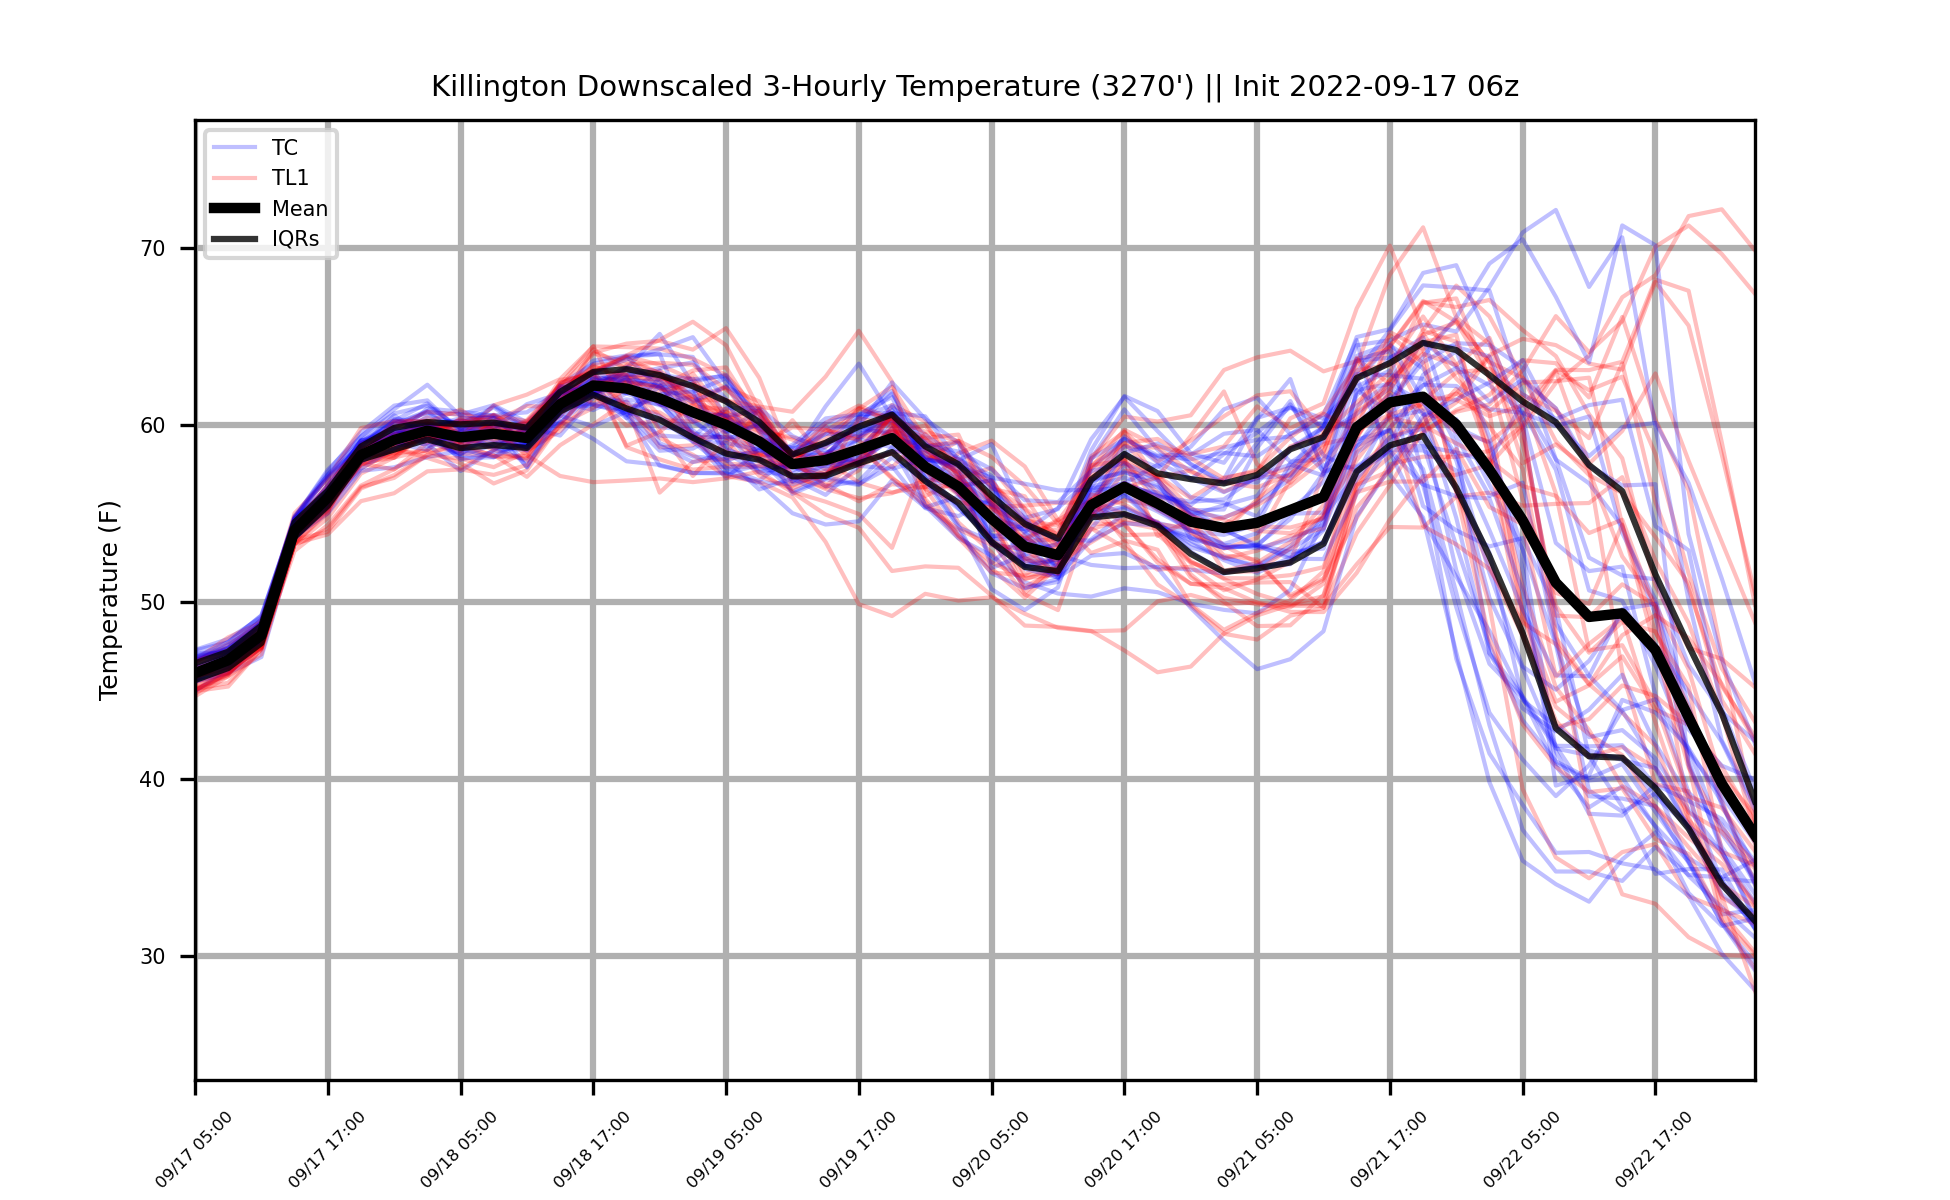 Killington Downscaled 3-Hourly Temperature (3270') || Init 2022-09-17 06z
TC
TL1
Mean
IQRs
Temperature (F)
70
60
50
40
30
09/17 05:00
09/17 17:00
09/18 05:00
09/18 17:00
09/19 05:00
09/19 17:00
09/20 05:00
09/20 17:00
09/21 05:00
09/21 17:00
09/22 05:00
09/22 17:00